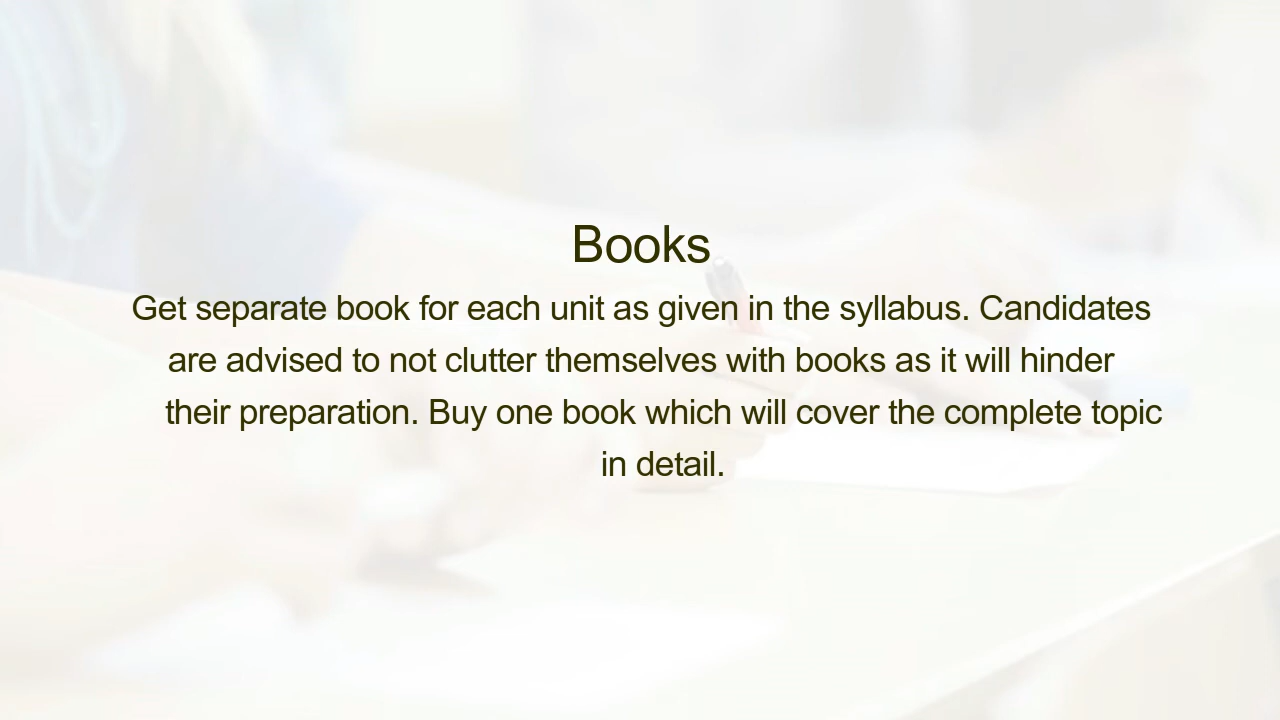 Books
Get separate book for each unit as given in the syllabus. Candidates
are advised to not clutter themselves with books as it will hinder
their preparation. Buy one book which will cover the complete topic
in detail.